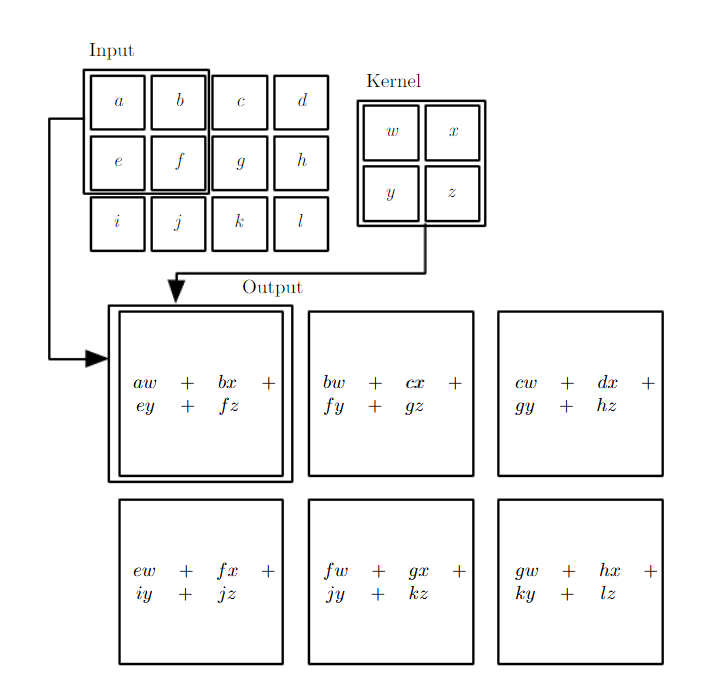 Input
Kernel
a b c d
w x
e f g h
y z
i j k l
Output
aw + bx +
ey + fz
bw + cx +
fy + gz
cw + dx +
gy + hz
ew + fx +
iy + jz
fw + gx +
jy + kz
gw + hx +
ky + lz